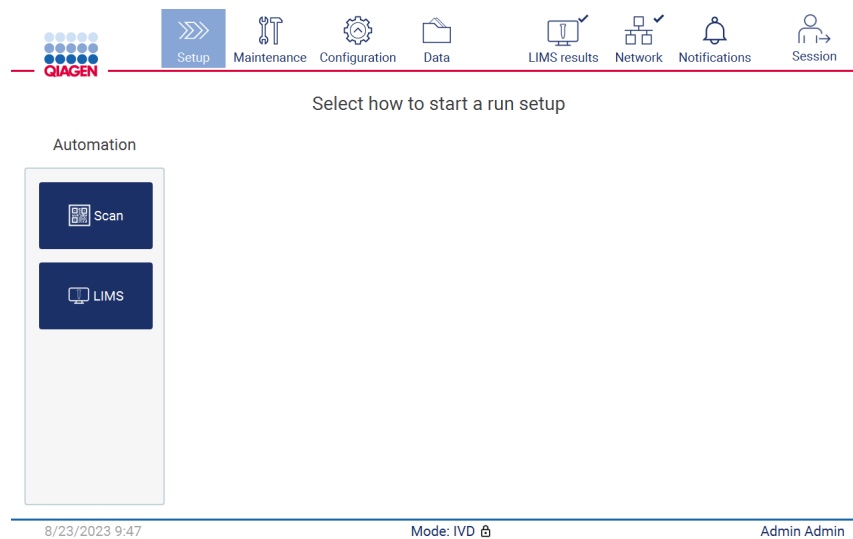 QIAGEN
Setup Maintenance Configuration Data LIMS results Network Notifications Session
Select how to start a run setup
Automation
Scan
LIMS
8/23/2023 9:47 Mode: IVD Admin Admin